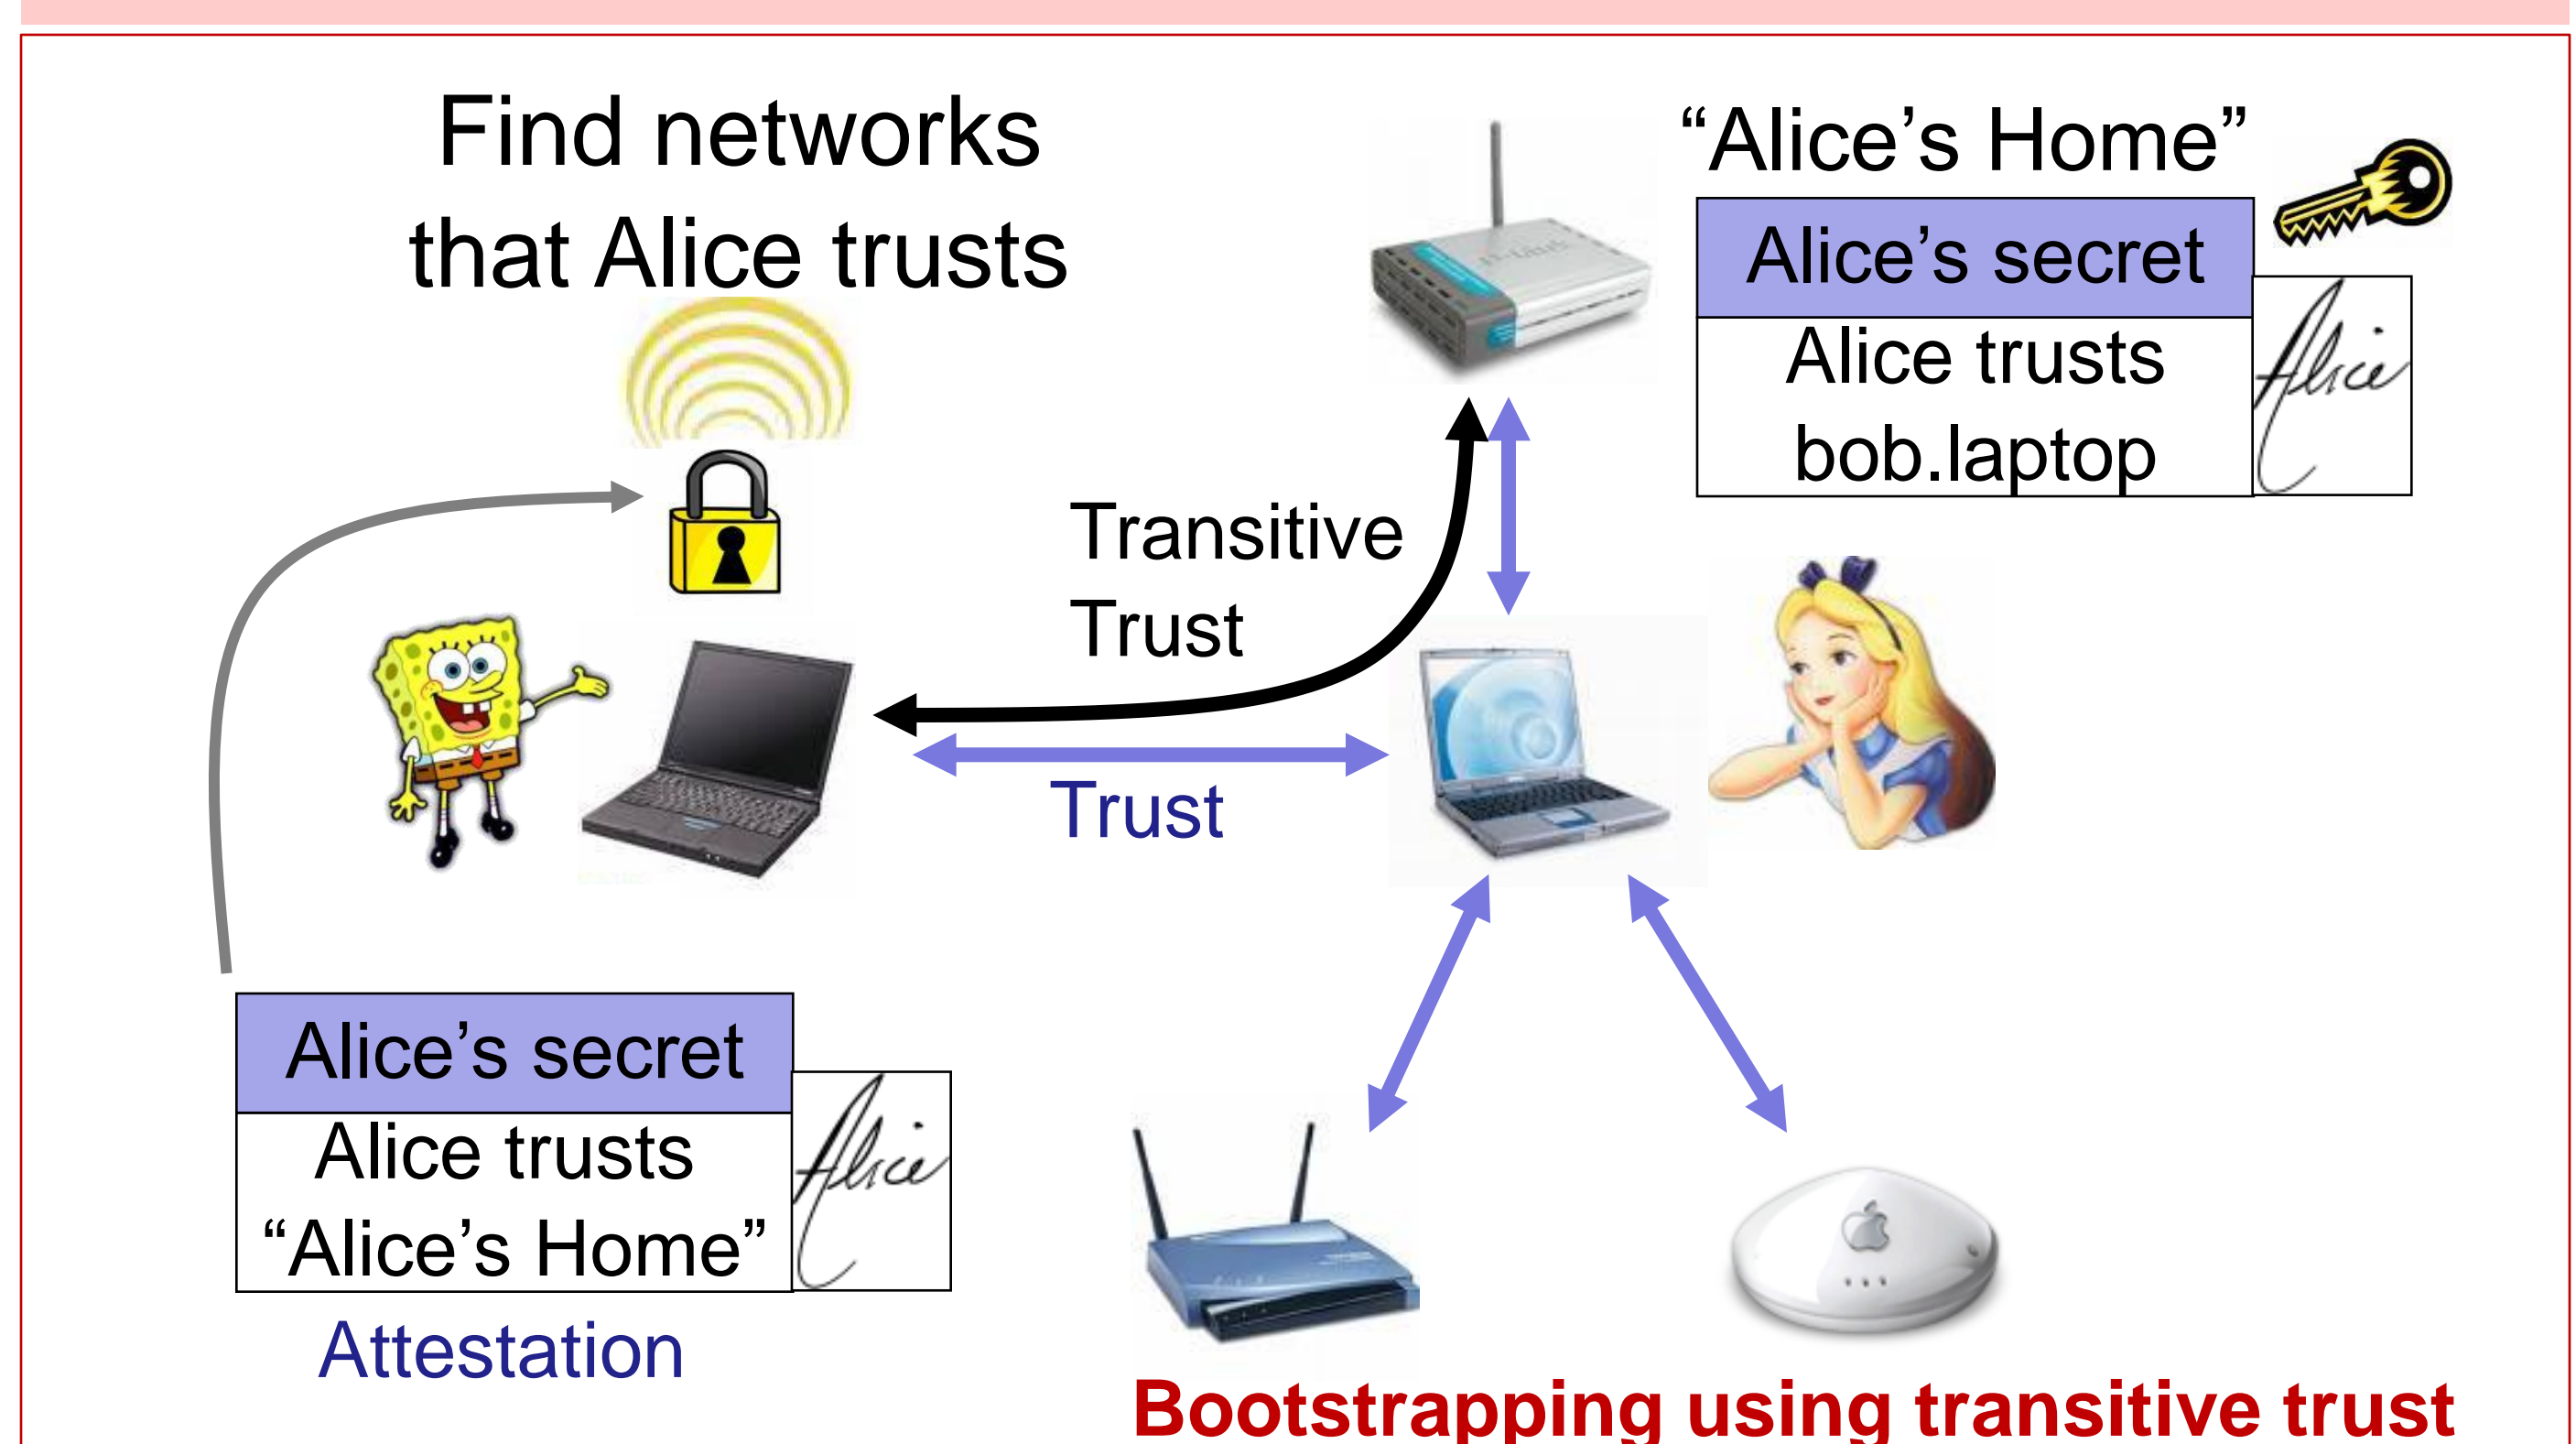 Find networks
that Alice trusts
“Alice’s Home”
Alice’s secret
Alice trusts
bob.laptop
Alice
Transitive
Trust
Trust
Alice’s secret
Alice trusts
“Alice’s Home”
Alice
Attestation
Bootstrapping using transitive trust